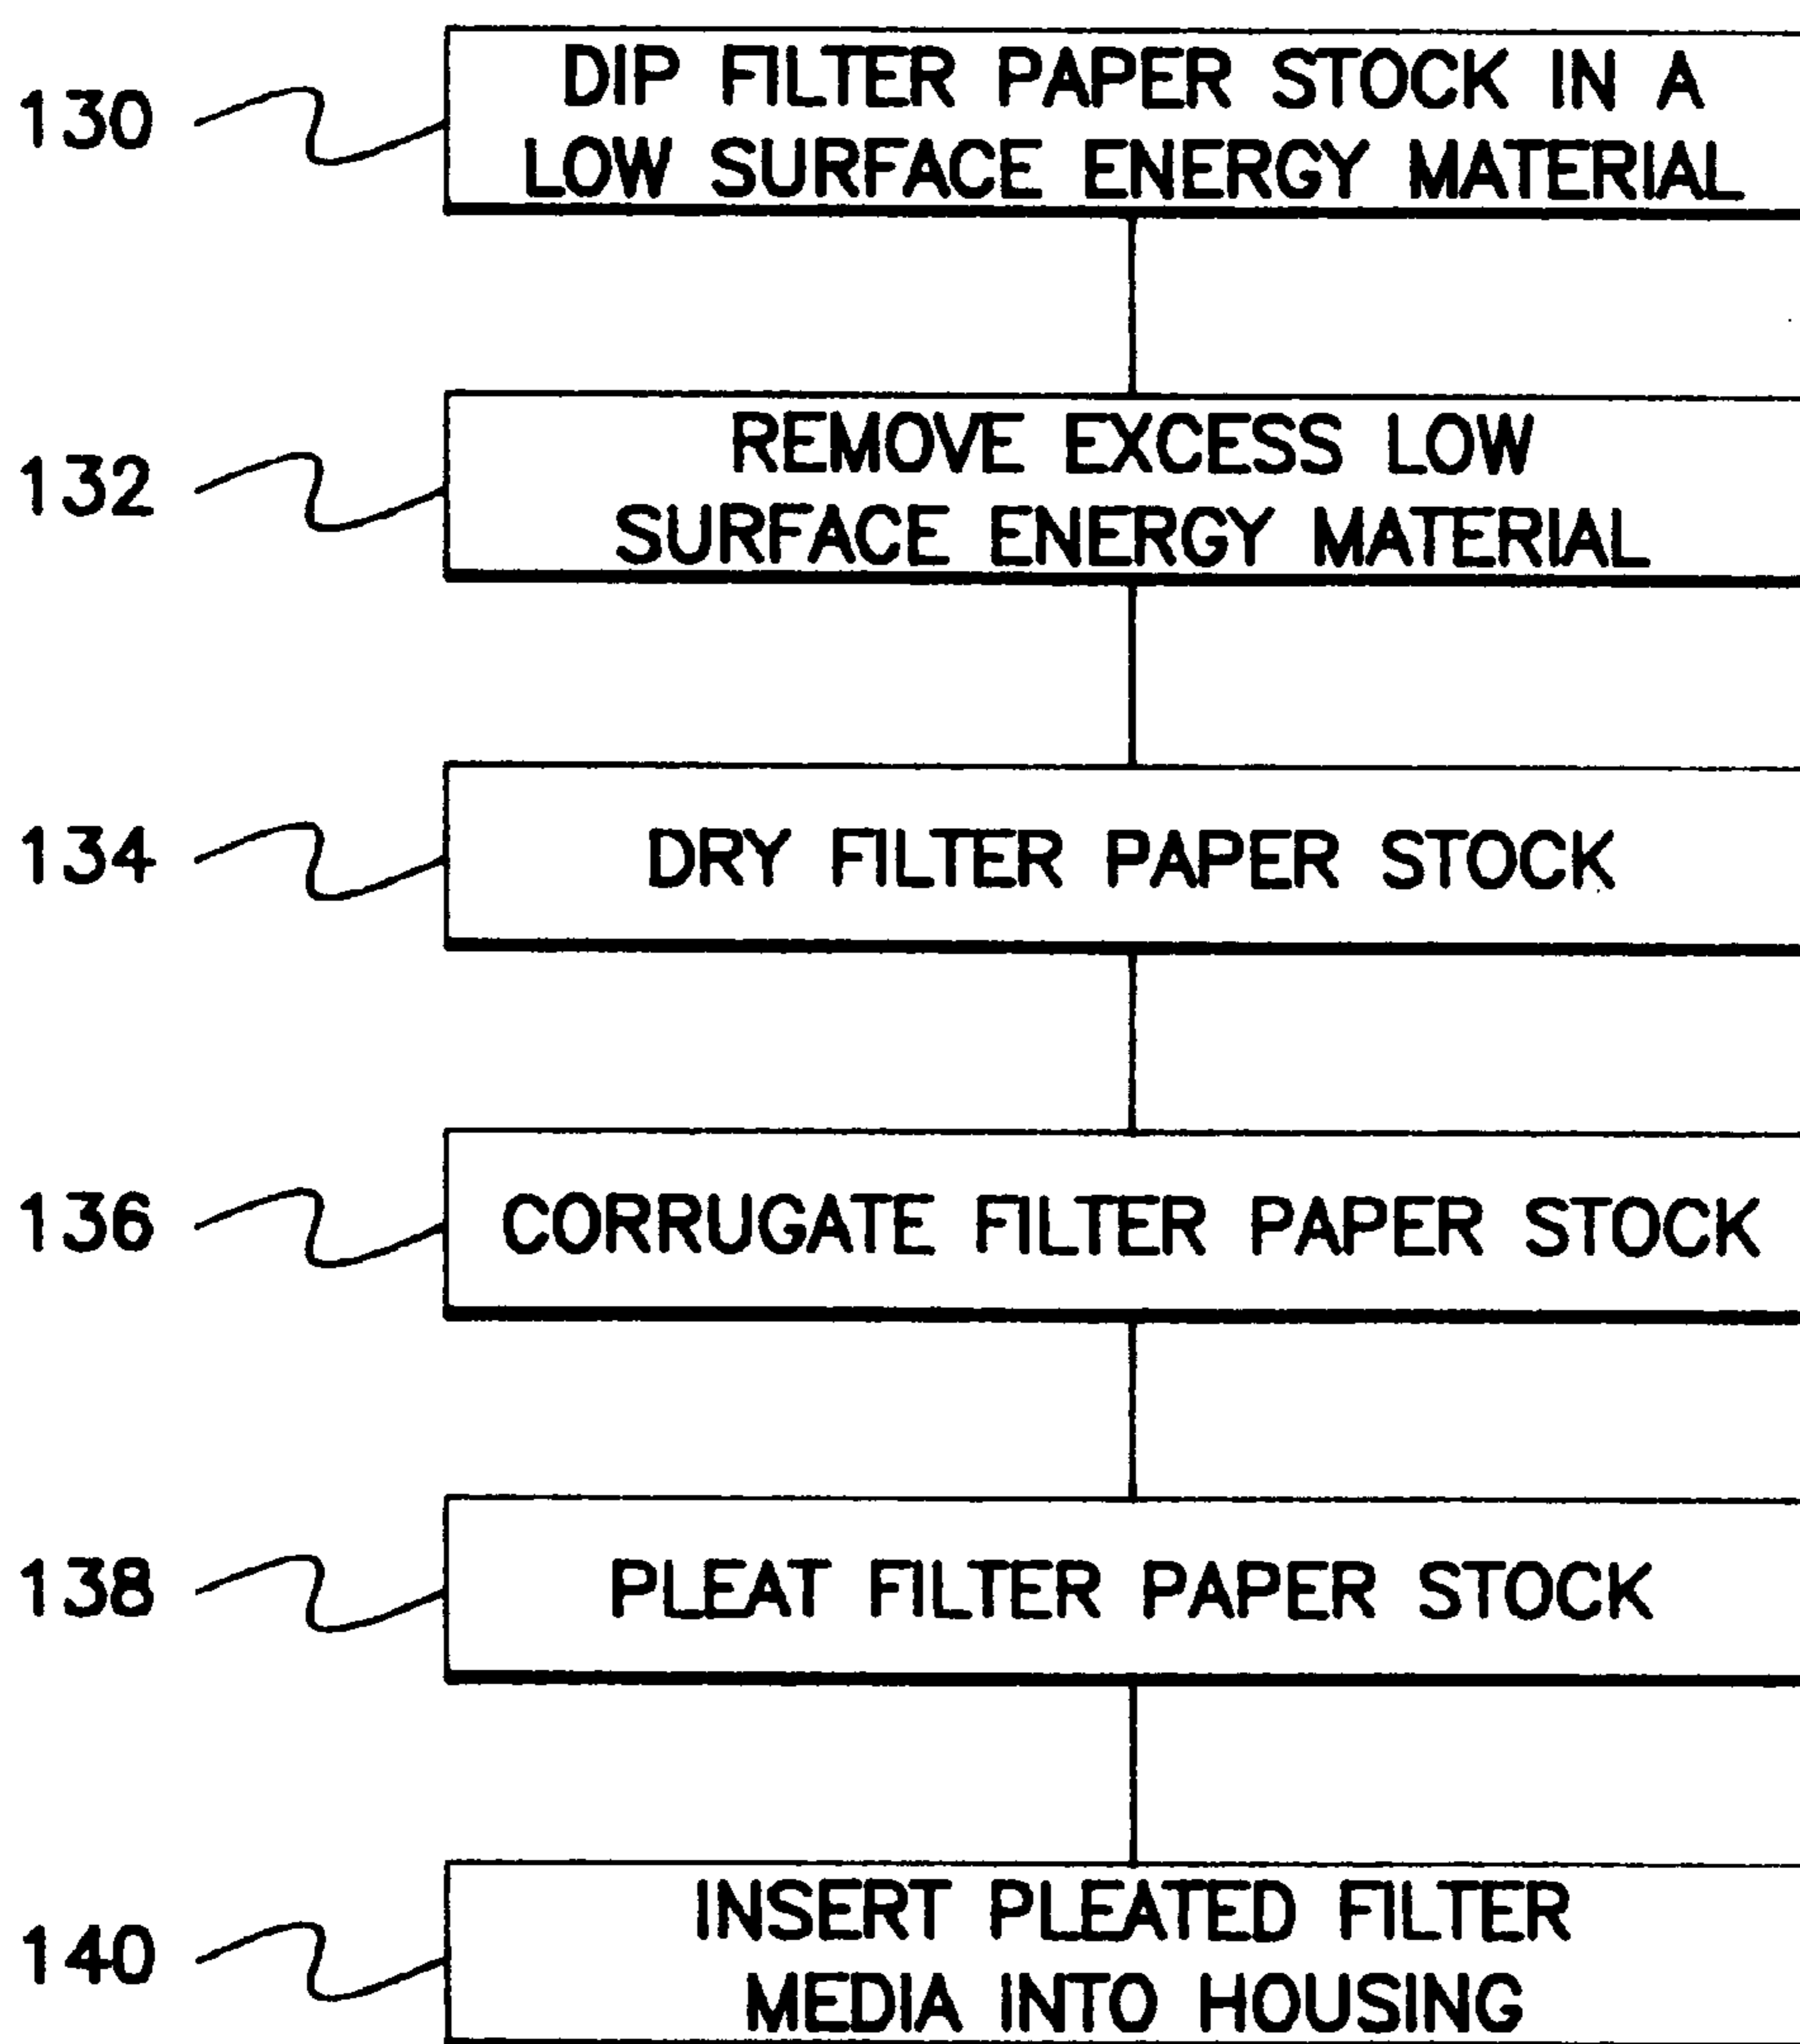 130
DIP FILTER PAPER STOCK IN A
LOW SURFACE ENERGY MATERIAL
132
REMOVE EXCESS LOW
SURFACE ENERGY MATERIAL
134
DRY FILTER PAPER STOCK
136
CORRUGATE FILTER PAPER STOCK
138
PLEAT FILTER PAPER STOCK
140
INSERT PLEATED FILTER
MEDIA INTO HOUSING